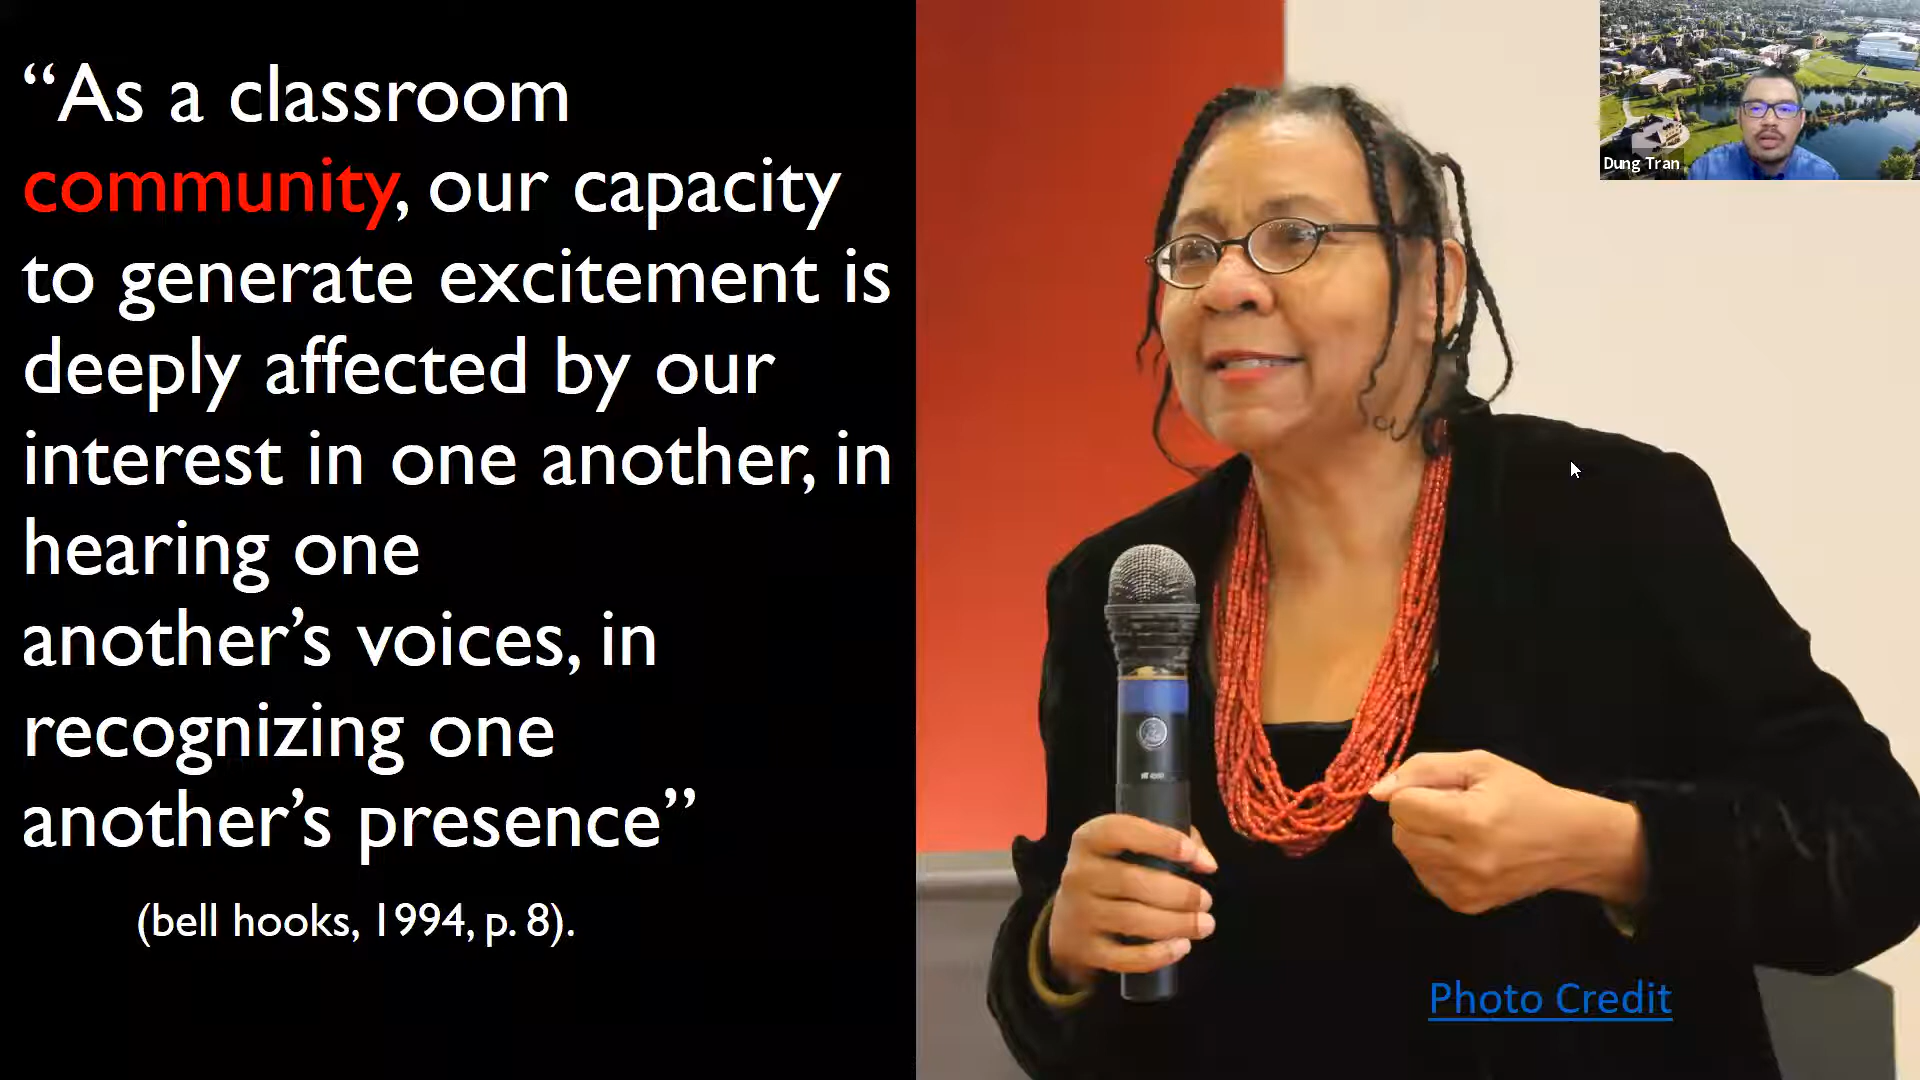 “As a classroom
community, our capacity
to generate excitement is
deeply affected by our
interest in one another, in
hearing one
another’s voices, in
recognizing one
another’s presence”
(bell hooks, 1994, p. 8).
Dung Tran
Photo Credit